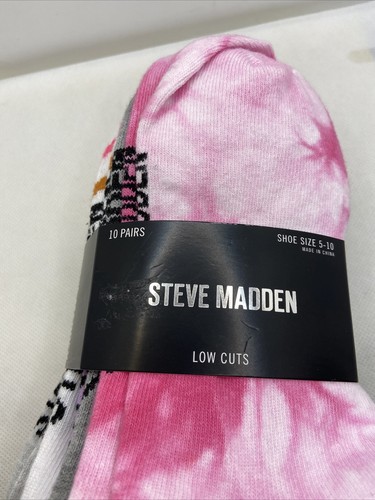 10 PAIRS
SHOE SIZE 5-10
MADE IN CHINA
STEVE MADDEN
LOW CUTS